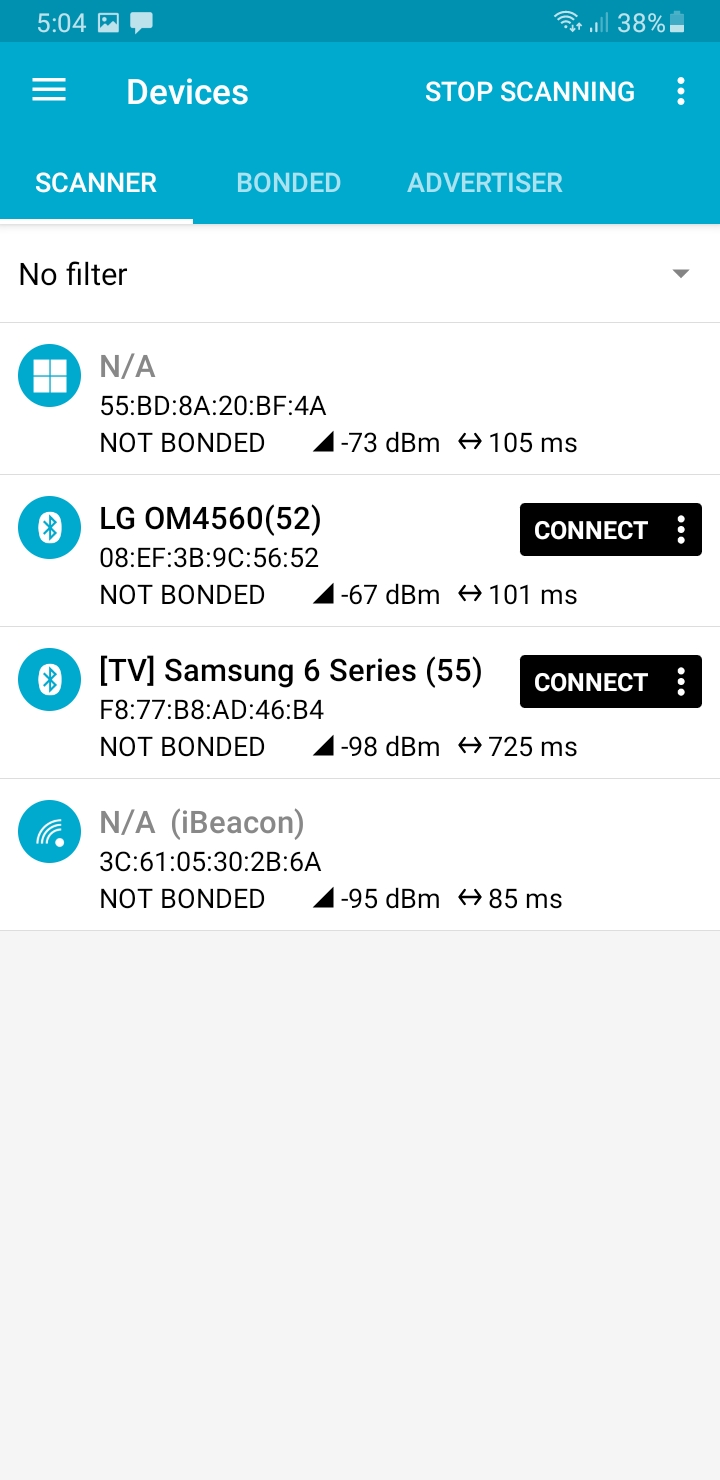 5:04 38%
Devices STOP SCANNING
SCANNER BONDED ADVERTISER
No filter
N/A
55:BD:8A:20:BF:4A
NOT BONDED -73 dBm 105 ms
LG OM4560(52) CONNECT
08:EF:3B:9C:56:52
NOT BONDED -67 dBm 101 ms
[TV] Samsung 6 Series (55) CONNECT
F8:77:B8:AD:46:B4
NOT BONDED -98 dBm 725 ms
N/A (iBeacon)
3C:61:05:30:2B:6A
NOT BONDED -95 dBm 85 ms